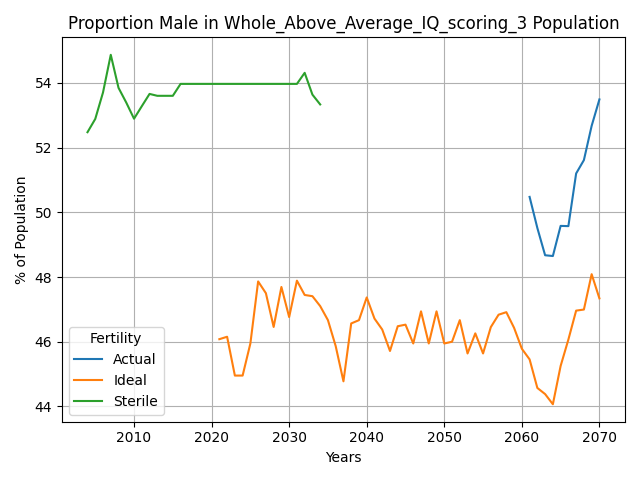 Proportion Male in Whole_Above_Average_IQ_scoring_3 Population
% of Population
54
52
50
48
46
44
Fertility
Actual
Ideal
Sterile
2010 2020 2030 2040 2050 2060 2070
Years